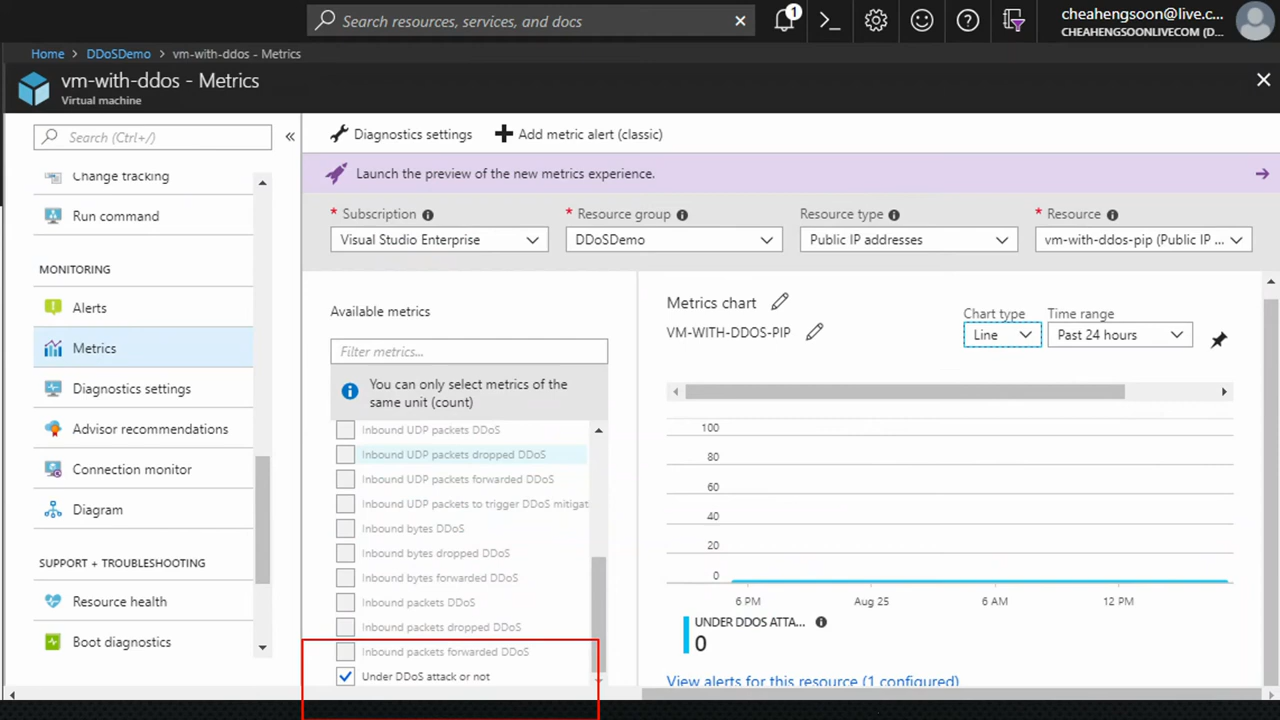 Search resources, services, and docs
1
cheahengsoon@live.c...
CHEAHENGSOONLIVECOM (D...
Home > DDoSDemo > vm-with-ddos - Metrics
vm-with-ddos - Metrics
Virtual machine
Search (Ctrl+/)
Change tracking
Run command
MONITORING
Alerts
Metrics
Diagnostics settings
Advisor recommendations
Connection monitor
Diagram
SUPPORT + TROUBLESHOOTING
Resource health
Boot diagnostics
Diagnostics settings
Add metric alert (classic)
Launch the preview of the new metrics experience.
* Subscription
Visual Studio Enterprise
* Resource group
DDoSDemo
Resource type
Public IP addresses
* Resource
vm-with-ddos-pip (Public IP ...
Available metrics
Filter metrics...
You can only select metrics of the
same unit (count)
Inbound UDP packets DDoS
Inbound UDP packets dropped DDoS
Inbound UDP packets forwarded DDoS
Inbound UDP packets to trigger DDoS mitigat
Inbound bytes DDoS
Inbound bytes dropped DDoS
Inbound bytes forwarded DDoS
Inbound packets DDoS
Inbound packets dropped DDoS
Inbound packets forwarded DDoS
Under DDoS attack or not
Metrics chart
VM-WITH-DDOS-PIP
Chart type
Line
Time range
Past 24 hours
100
80
60
40
20
0
6 PM
Aug 25
6 AM
12 PM
UNDER DDOS ATTA...
0
View alerts for this resource (1 configured)